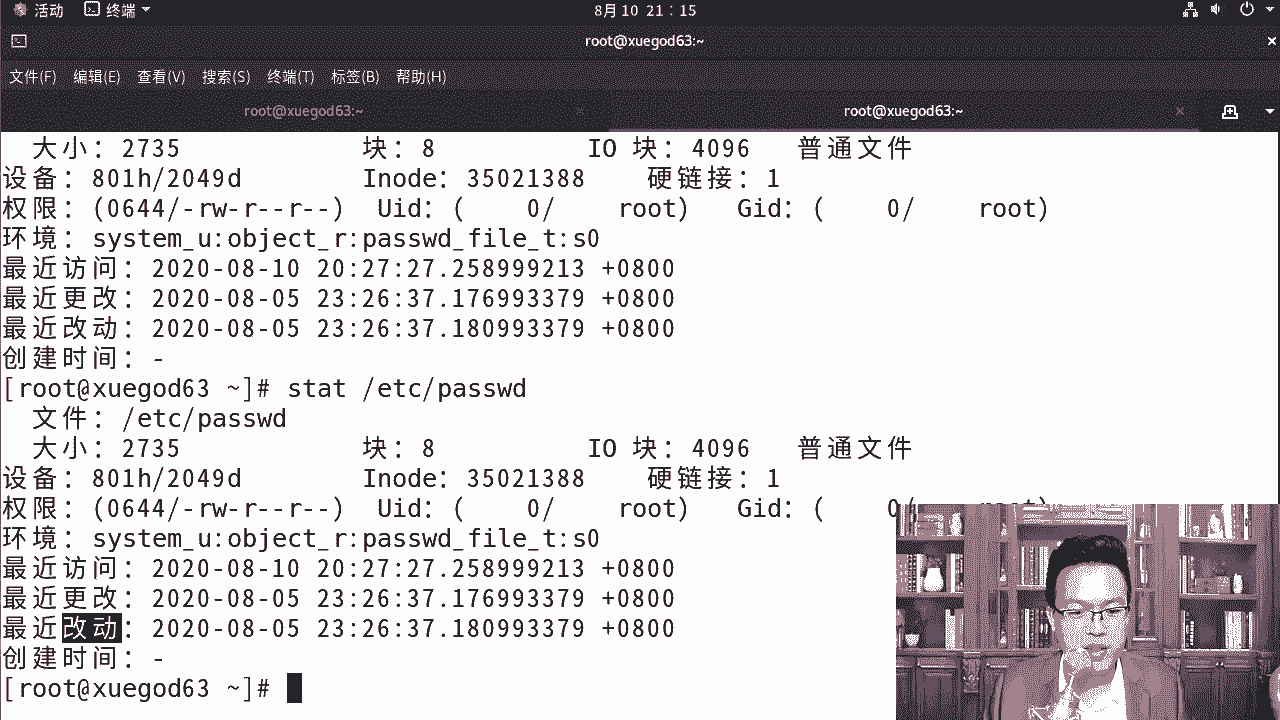 活动 终端 8月10 21：15
root@xuegod63:~
文件(F) 编辑(E) 查看(V) 搜索(S) 终端(T) 标签(B) 帮助(H)
root@xuegod63:~ root@xuegod63:~
大小：2735 块：8 IO 块：4096 普通文件
设备：801h/2049d Inode：35021388 硬链接：1
权限：(0644/-rw-r--r--) Uid：( 0/ root) Gid：( 0/ root)
环境：system_u:object_r:passwd_file_t:s0
最近访问：2020-08-10 20:27:27.258999213 +0800
最近更改：2020-08-05 23:26:37.176993379 +0800
最近改动：2020-08-05 23:26:37.180993379 +0800
创建时间：-
[root@xuegod63 ~]# stat /etc/passwd
文件：/etc/passwd
大小：2735 块：8 IO 块：4096 普通文件
设备：801h/2049d Inode：35021388 硬链接：1
权限：(0644/-rw-r--r--) Uid：( 0/ root) Gid：( 0/ root)
环境：system_u:object_r:passwd_file_t:s0
最近访问：2020-08-10 20:27:27.258999213 +0800
最近更改：2020-08-05 23:26:37.176993379 +0800
最近改动：2020-08-05 23:26:37.180993379 +0800
创建时间：-
[root@xuegod63 ~]#